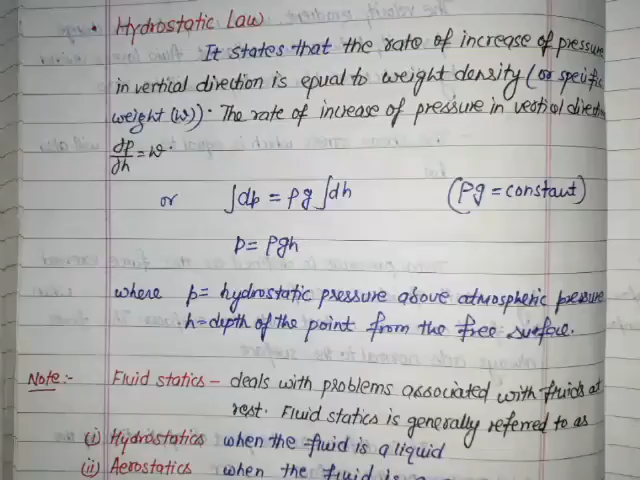 • Hydrostatic Law
It states that the rate of increase of pressure
in vertical direction is equal to weight density (or specific
weight (w)). The rate of increase of pressure in vertical direction
dp/dh = w.
or ∫dp = ρg ∫dh (ρg = constant)
p = ρgh
where p = hydrostatic pressure above atmospheric pressure
h = depth of the point from the free surface.
Note:- Fluid statics - deals with problems associated with fluids at
rest. Fluid statics is generally referred to as
(i) Hydrostatics when the fluid is a liquid
(ii) Aerostatics when the fluid is a